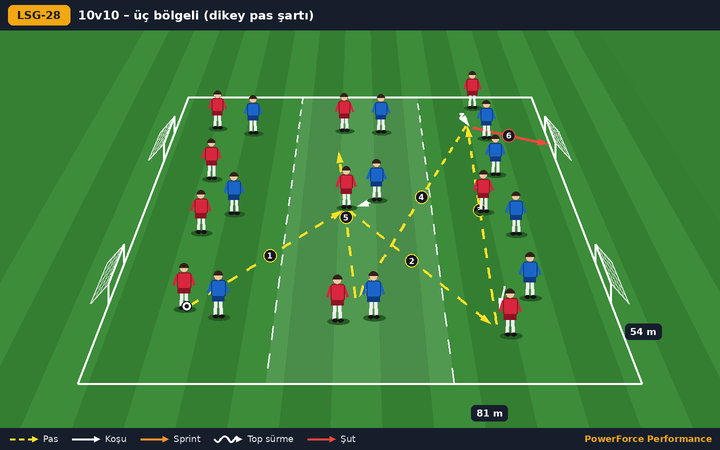 LSG-28 10v10 – üç bölgeli (dikey pas şartı)
6
4
5
1
2
54 m
81 m
Pas Koşu Sprint Top sürme Şut PowerForce Performance